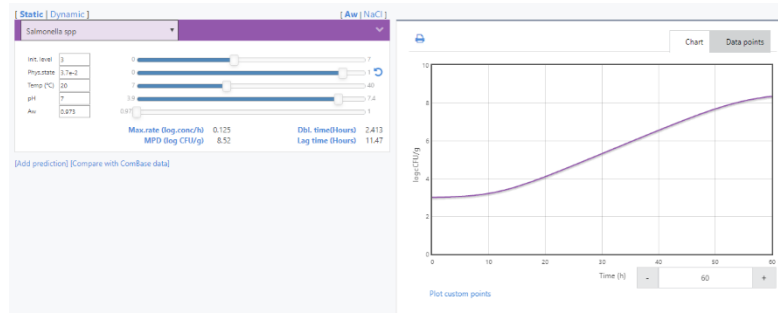 [ Static | Dynamic ] [ Aw | NaCl ]
Salmonella spp
Init. level 3 0 7
Phys.state 3.7e-2 0 1
Temp (°C) 20 7 40
pH 7 3.9 7.4
Aw 0.973 0.973 1
Max.rate (log.conc/h) 0.125 Dbl. time(Hours) 2.413
MPD (log CFU/g) 8.52 Lag time (Hours) 11.47
[Add prediction] [Compare with ComBase data]
Chart Data points
10
8
6
4
2
0
logcCFU/g
0 10 20 30 40 50 60
Time (h) - 60 +
Plot custom points